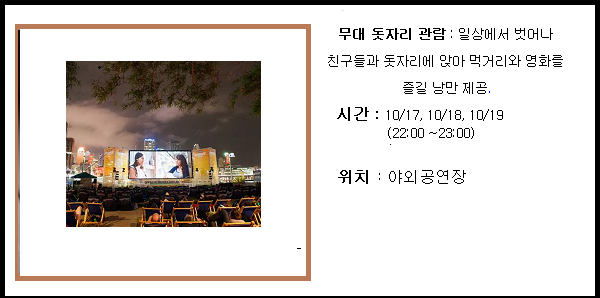 무대 돗자리 관람 : 일상에서 벗어나
친구들과 돗자리에 앉아 먹거리와 영화를
즐길 낭만 제공.
시간 : 10/17, 10/18, 10/19
(22:00 ~23:00)
위치 : 야외공연장